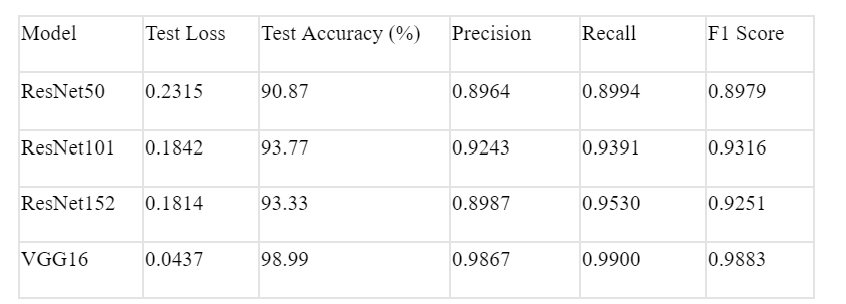 Model Test Loss Test Accuracy (%) Precision Recall F1 Score
ResNet50 0.2315 90.87 0.8964 0.8994 0.8979
ResNet101 0.1842 93.77 0.9243 0.9391 0.9316
ResNet152 0.1814 93.33 0.8987 0.9530 0.9251
VGG16 0.0437 98.99 0.9867 0.9900 0.9883